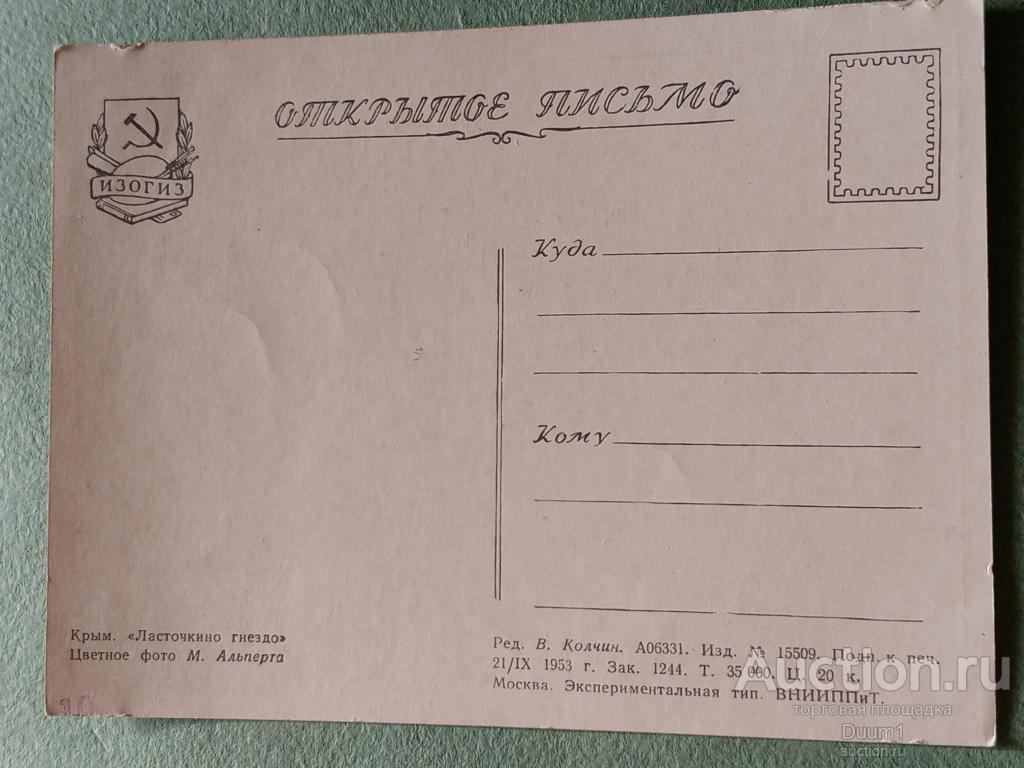 ОТКРЫТОЕ ПИСЬМО
ИЗОГИЗ
Куда
Кому
Крым. «Ласточкино гнездо»
Цветное фото М. Альперта
Ред. В. Колчин. А06331. Изд. № 15509. Подп. к печ.
21/IX 1953 г. Зак. 1244. Т. 35 000. Ц. 20 к.
Москва. Экспериментальная тип. ВНИИППиТ.
Auction.ru
торговая площадка
Duum1
auction.ru